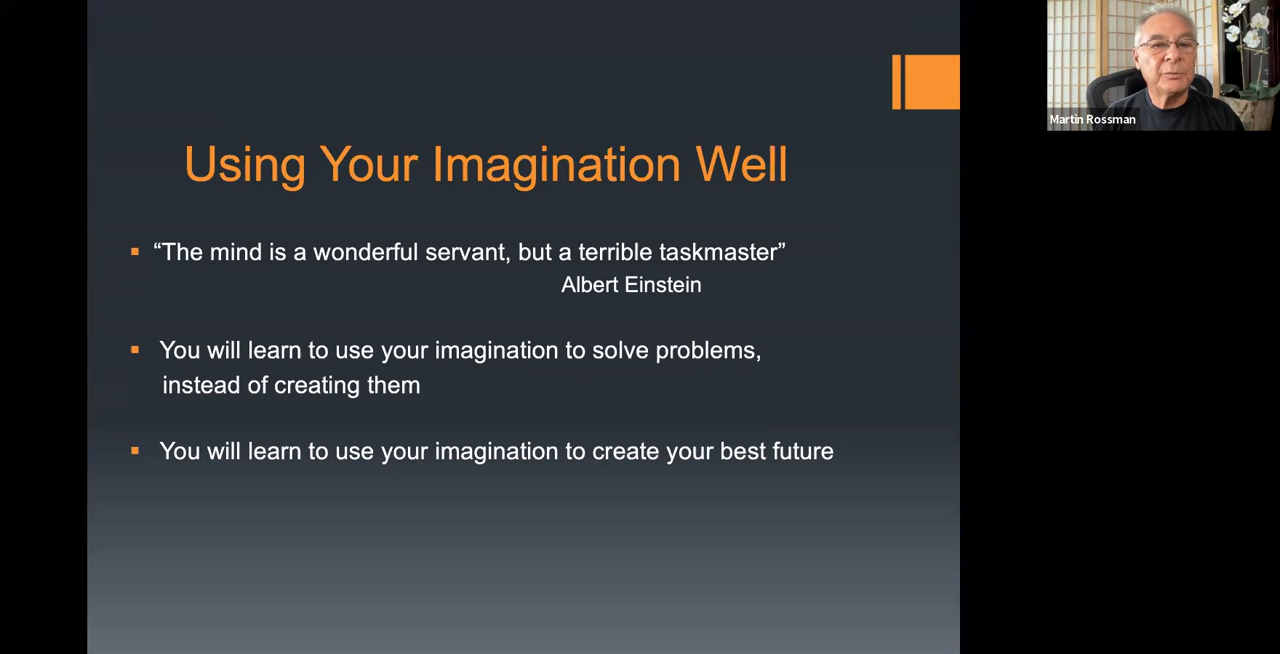 Using Your Imagination Well
“The mind is a wonderful servant, but a terrible taskmaster”
Albert Einstein
You will learn to use your imagination to solve problems,
instead of creating them
You will learn to use your imagination to create your best future
Martin Rossman